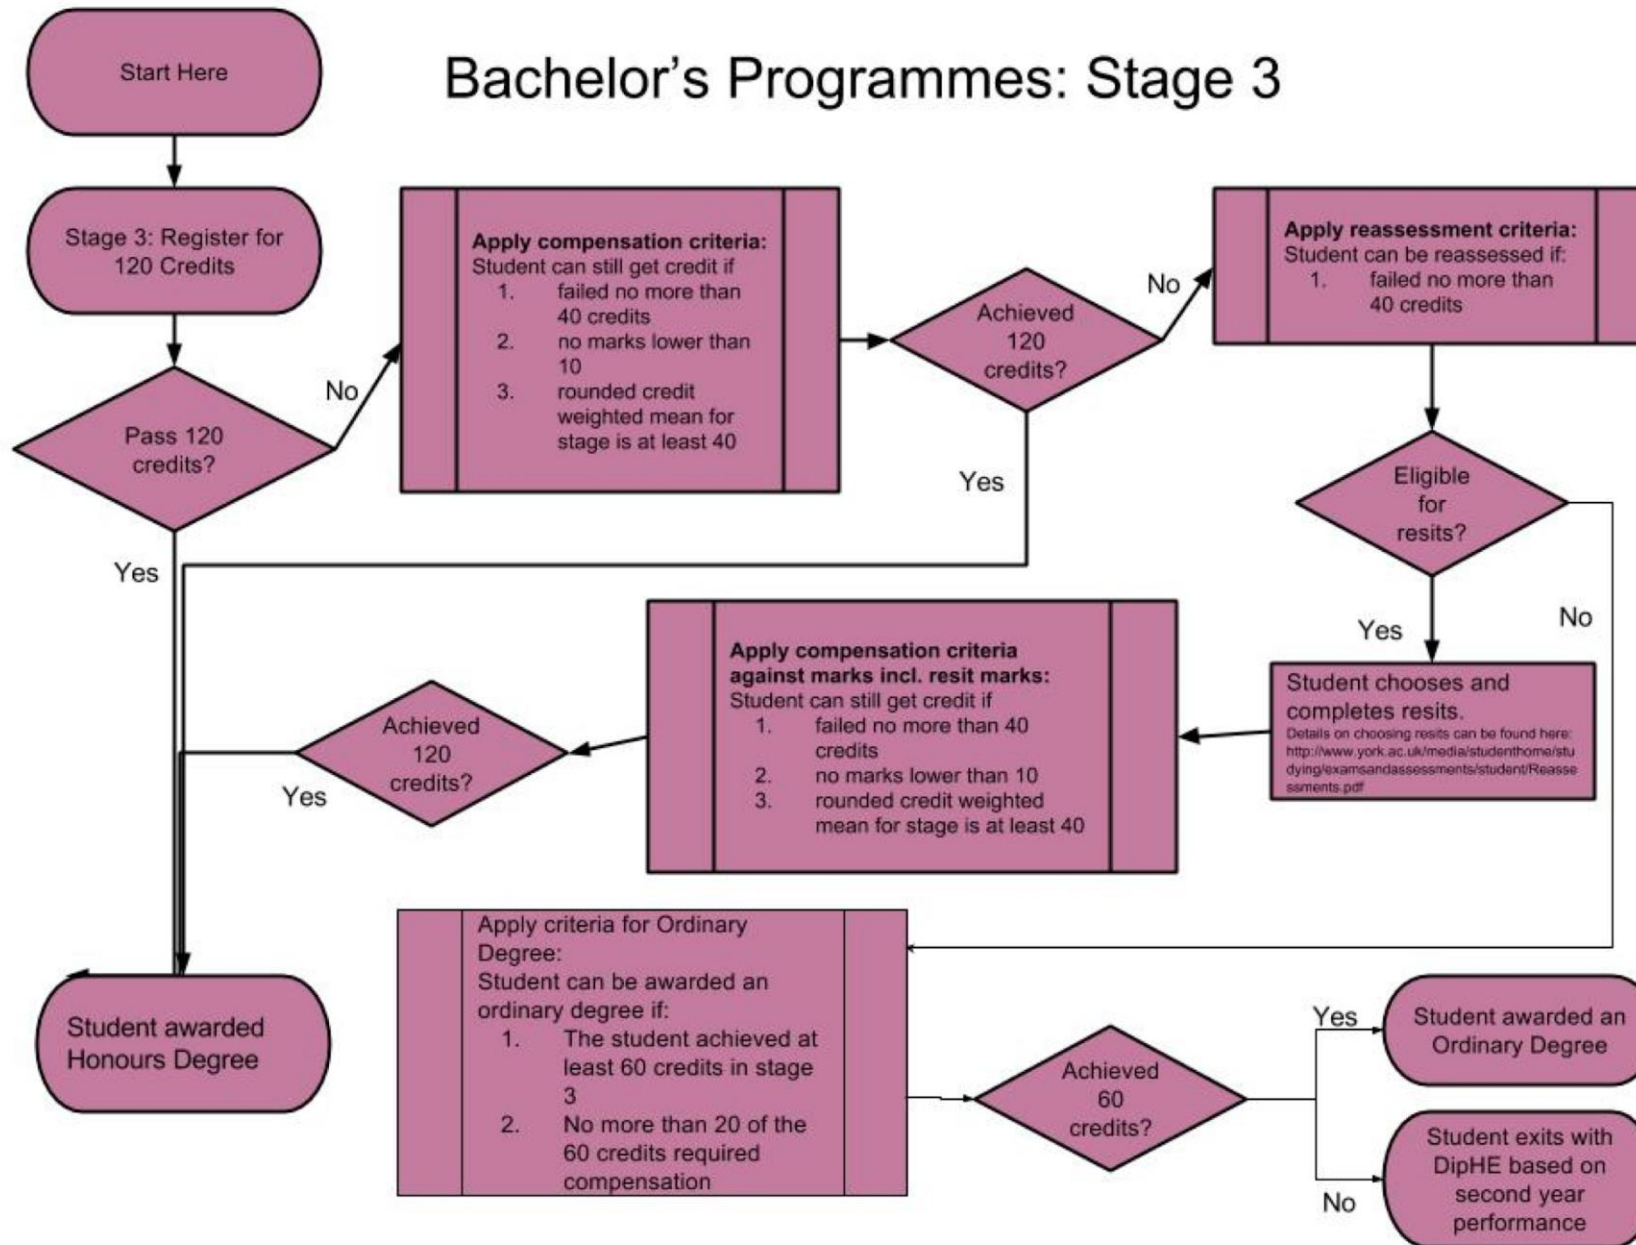 Start Here
Bachelor's Programmes: Stage 3
Stage 3: Register for
120 Credits
Pass 120
credits?
No
Yes
Apply compensation criteria:
Student can still get credit if
1. failed no more than
40 credits
2. no marks lower than
10
3. rounded credit
weighted mean for
stage is at least 40
Achieved
120
credits?
No
Yes
Apply reassessment criteria:
Student can be reassessed if:
1. failed no more than
40 credits
Eligible
for
resits?
Yes
No
Student chooses and
completes resits.
Details on choosing resits can be found here:
http://www.york.ac.uk/media/studenthome/stu
dying/examsandassessments/student/Reasse
ssments.pdf
Apply compensation criteria
against marks incl. resit marks:
Student can still get credit if
1. failed no more than 40
credits
2. no marks lower than 10
3. rounded credit weighted
mean for stage is at least 40
Achieved
120
credits?
Yes
Student awarded
Honours Degree
Apply criteria for Ordinary
Degree:
Student can be awarded an
ordinary degree if:
1. The student achieved at
least 60 credits in stage
3
2. No more than 20 of the
60 credits required
compensation
Achieved
60
credits?
Yes
Student awarded an
Ordinary Degree
No
Student exits with
DipHE based on
second year
performance